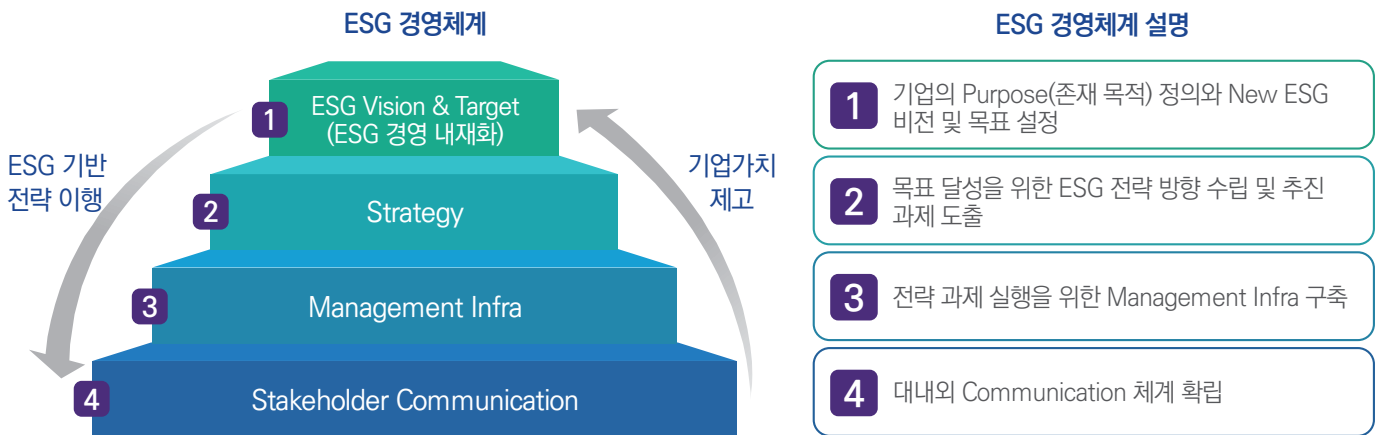 ESG 경영체계
1
ESG Vision & Target
(ESG 경영 내재화)
2
Strategy
3
Management Infra
4
Stakeholder Communication
ESG 기반
전략 이행
기업가치
제고
ESG 경영체계 설명
1
기업의 Purpose(존재 목적) 정의와 New ESG
비전 및 목표 설정
2
목표 달성을 위한 ESG 전략 방향 수립 및 추진
과제 도출
3
전략 과제 실행을 위한 Management Infra 구축
4
대내외 Communication 체계 확립